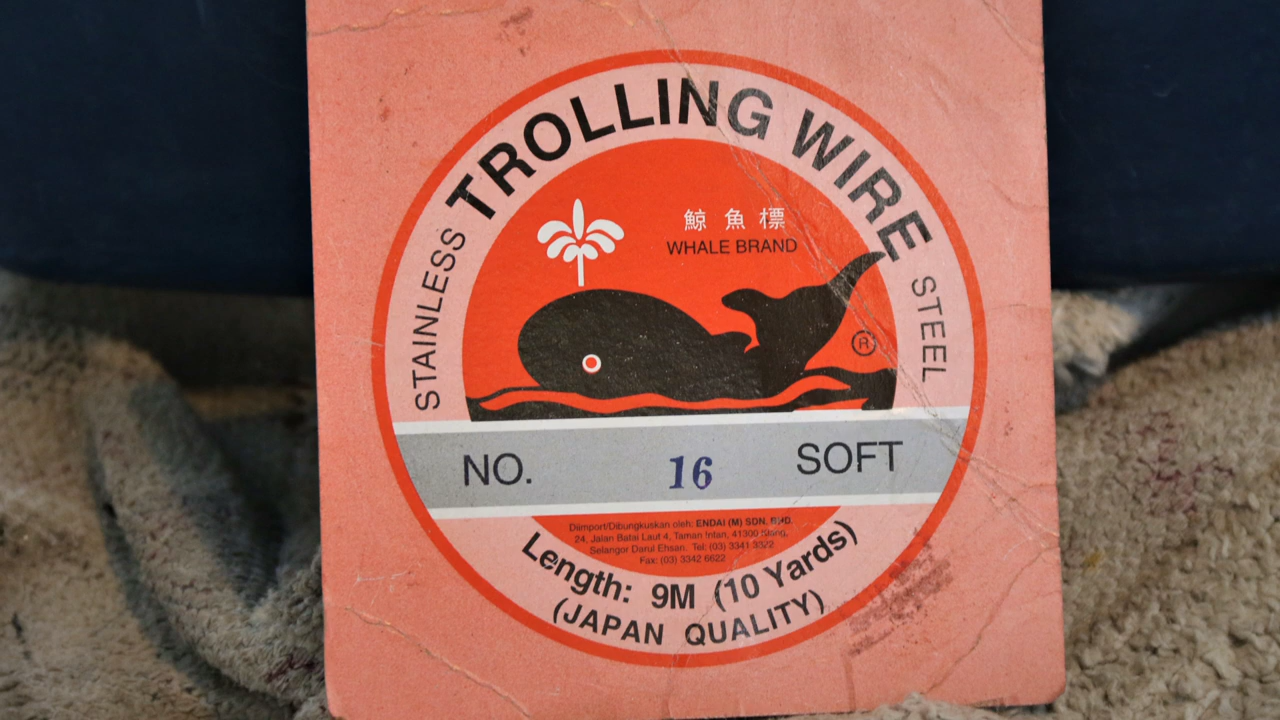 STAINLESS TROLLING WIRE STEEL
鯨魚標
WHALE BRAND
®
NO. 16 SOFT
Diimport/Dibungkuskan oleh: ENDAI (M) SDN. BHD.
24, Jalan Batai Laut 4, Taman Intan, 41300 Klang,
Selangor Darul Ehsan. Tel: (03) 3341 3322
Fax: (03) 3342 6622
Length: 9M (10 Yards)
(JAPAN QUALITY)